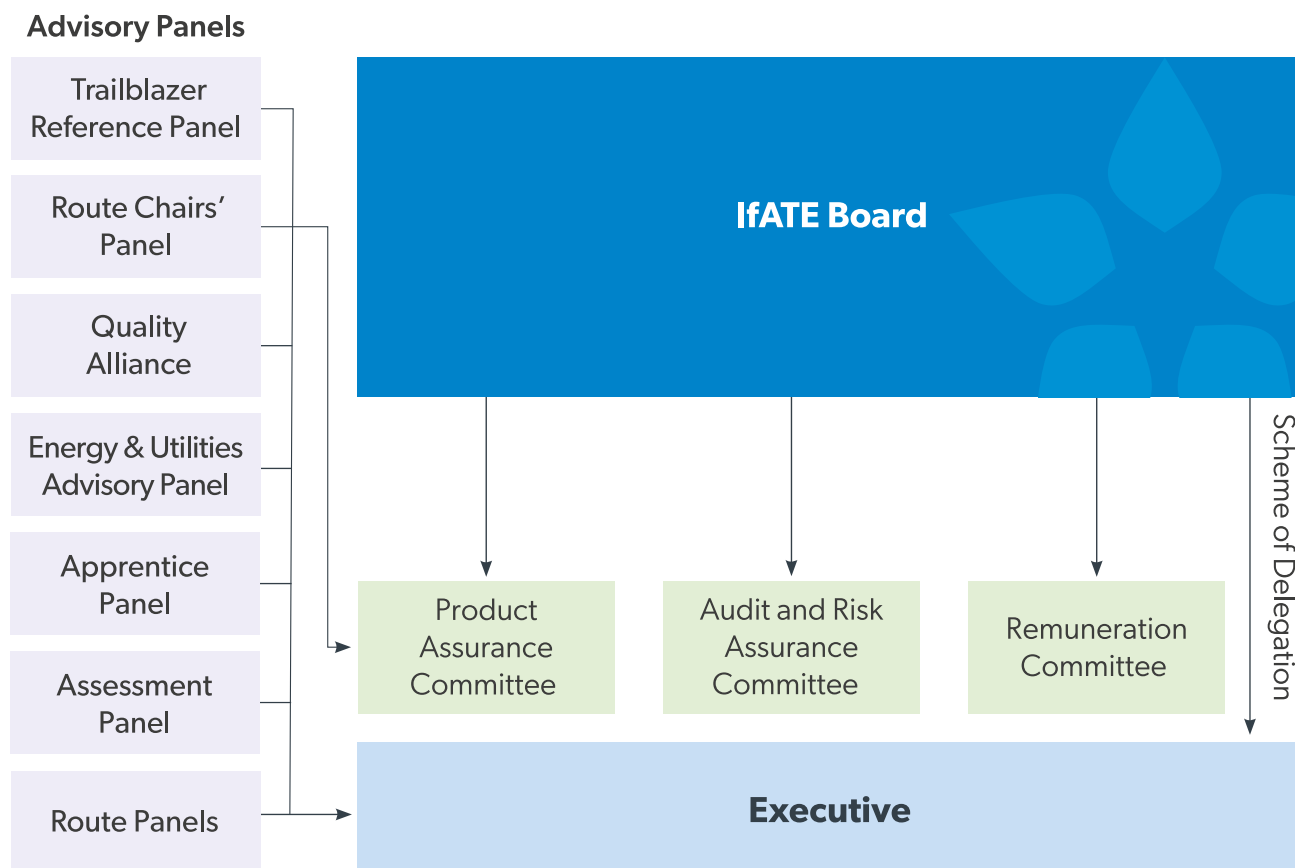 Advisory Panels
Trailblazer
Reference Panel
Route Chairs’
Panel
Quality
Alliance
Energy & Utilities
Advisory Panel
Apprentice
Panel
Assessment
Panel
Route Panels
IfATE Board
Product
Assurance
Committee
Audit and Risk
Assurance
Committee
Remuneration
Committee
Scheme of Delegation
Executive